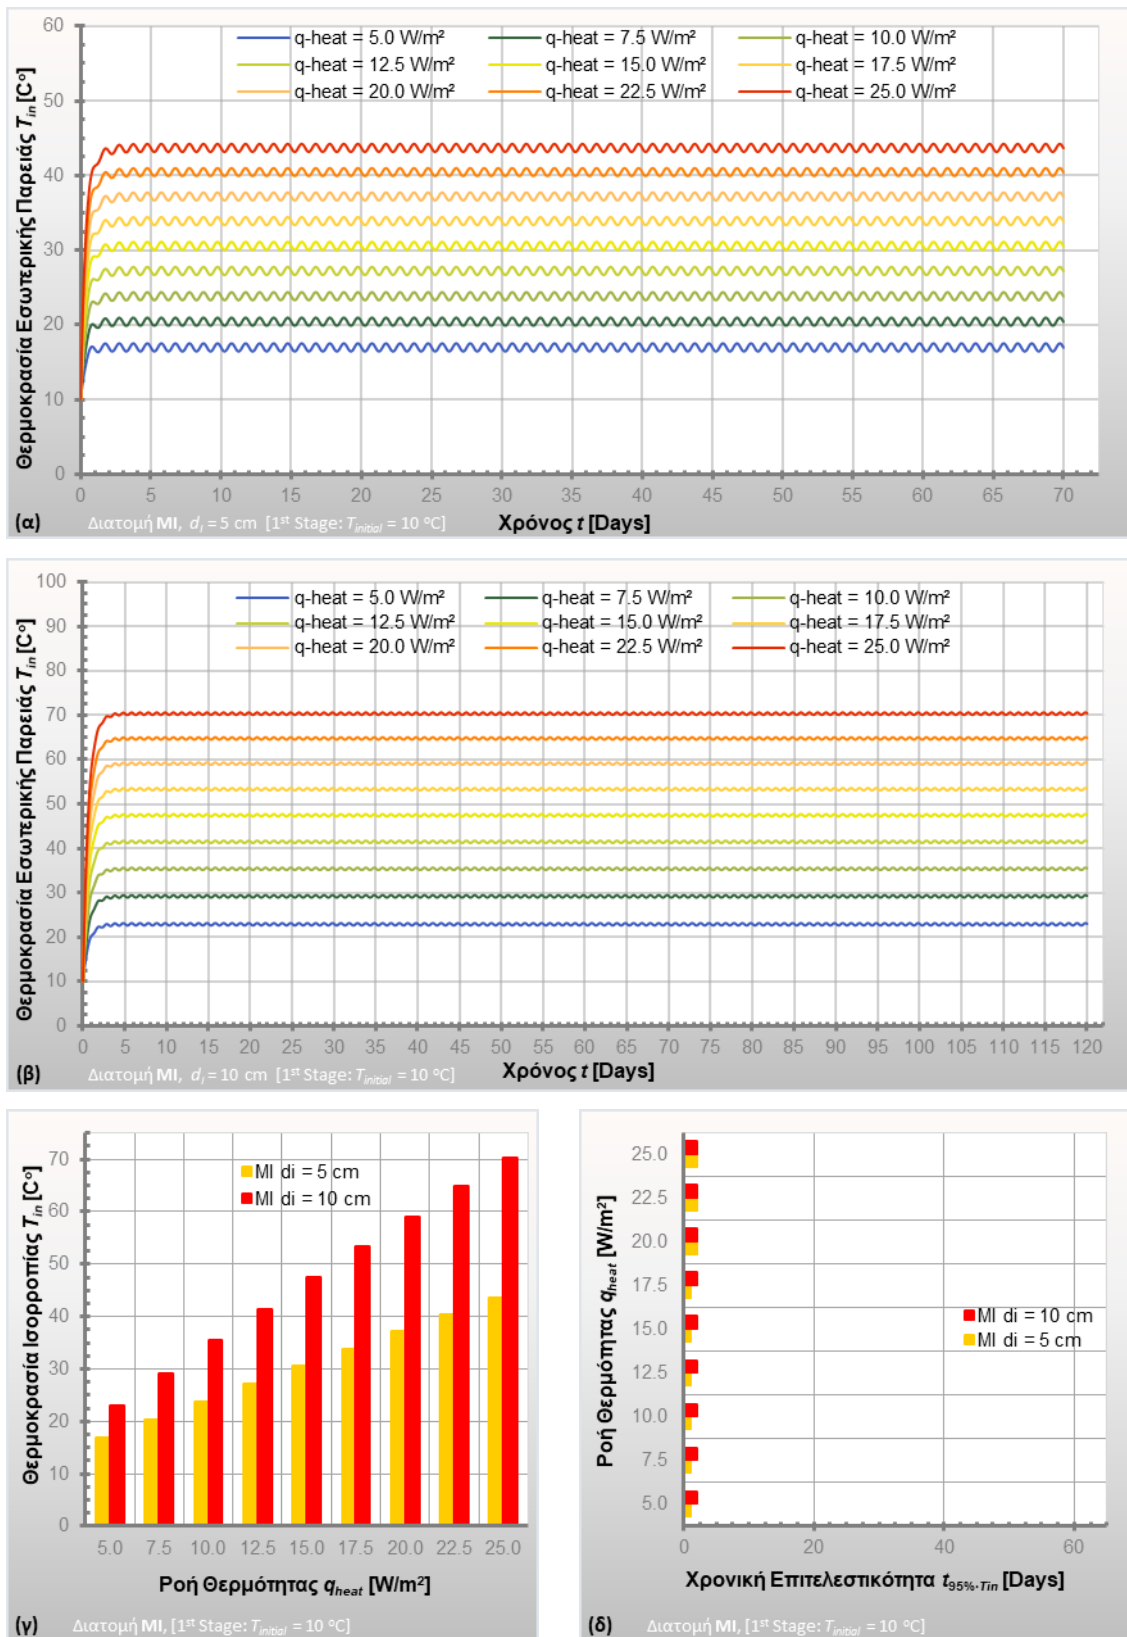 60
50
40
30
20
10
0
Θερμοκρασία Εσωτερικής Παρειάς T_in [C°]
q-heat = 5.0 W/m² q-heat = 7.5 W/m² q-heat = 10.0 W/m²
q-heat = 12.5 W/m² q-heat = 15.0 W/m² q-heat = 17.5 W/m²
q-heat = 20.0 W/m² q-heat = 22.5 W/m² q-heat = 25.0 W/m²
0 5 10 15 20 25 30 35 40 45 50 55 60 65 70
(α) Διατομή MI, d_i = 5 cm [1st Stage: T_initial = 10 °C] Χρόνος t [Days]
100
90
80
70
60
50
40
30
20
10
0
Θερμοκρασία Εσωτερικής Παρειάς T_in [C°]
q-heat = 5.0 W/m² q-heat = 7.5 W/m² q-heat = 10.0 W/m²
q-heat = 12.5 W/m² q-heat = 15.0 W/m² q-heat = 17.5 W/m²
q-heat = 20.0 W/m² q-heat = 22.5 W/m² q-heat = 25.0 W/m²
0 5 10 15 20 25 30 35 40 45 50 55 60 65 70 75 80 85 90 95 100 105 110 115 120
(β) Διατομή MI, d_i = 10 cm [1st Stage: T_initial = 10 °C] Χρόνος t [Days]
70
60
50
40
30
20
10
0
Θερμοκρασία Ισορροπίας T_in [C°]
MI di = 5 cm
MI di = 10 cm
5.0 7.5 10.0 12.5 15.0 17.5 20.0 22.5 25.0
Ροή Θερμότητας q_heat [W/m²]
(γ) Διατομή MI, [1st Stage: T_initial = 10 °C]
25.0
22.5
20.0
17.5
15.0
12.5
10.0
7.5
5.0
Ροή Θερμότητας q_heat [W/m²]
MI di = 10 cm
MI di = 5 cm
0 20 40 60
Χρονική Επιτελεστικότητα t_95%-Tin [Days]
(δ) Διατομή MI, [1st Stage: T_initial = 10 °C]